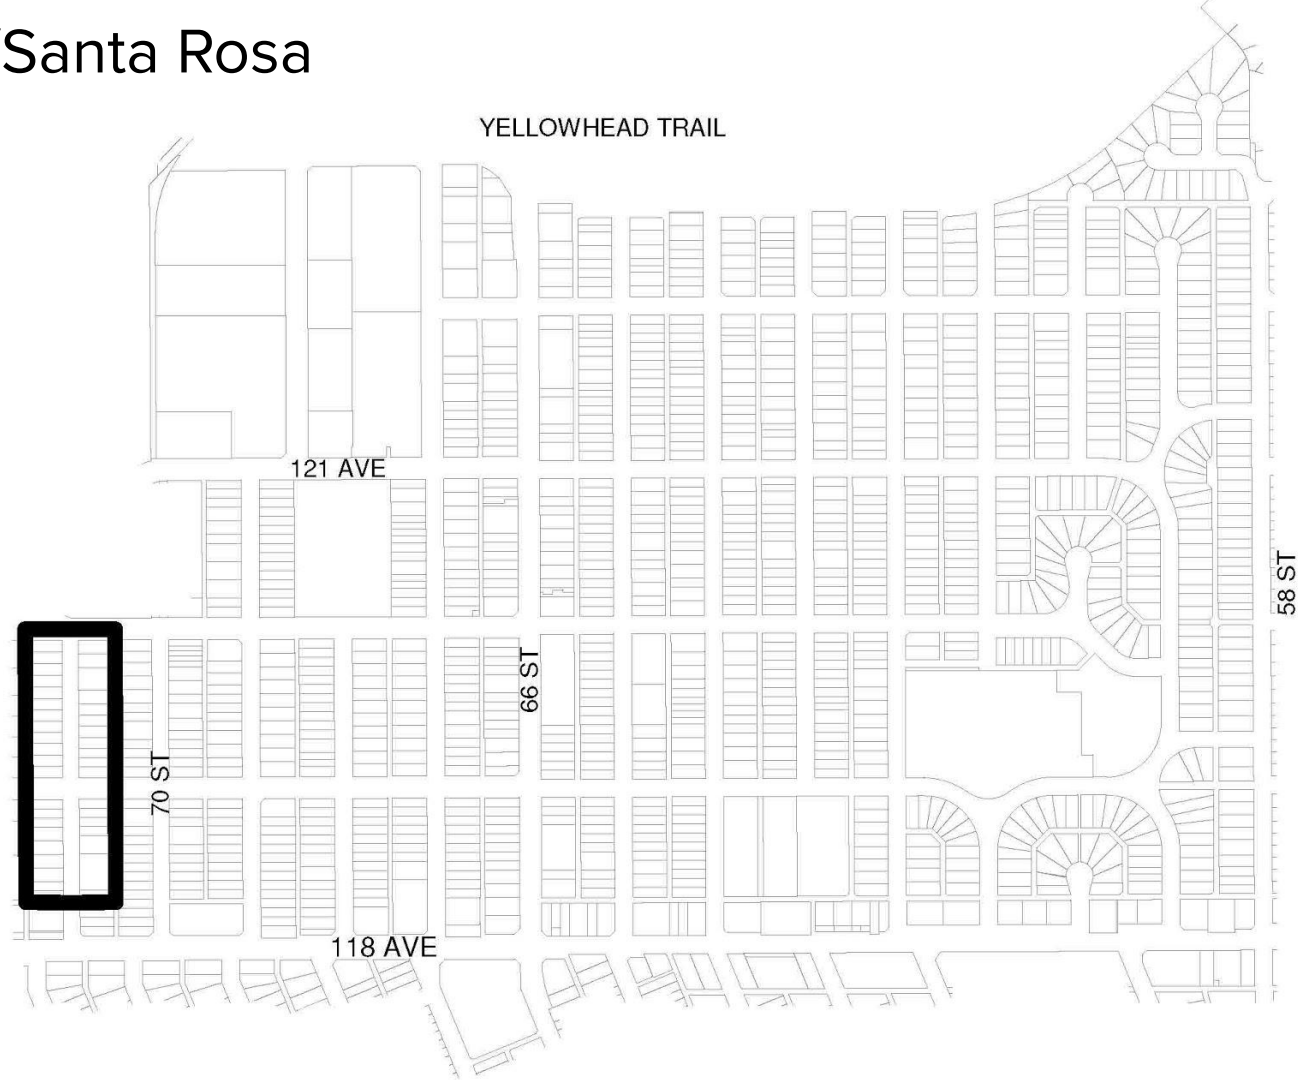 /Santa Rosa
YELLOWHEAD TRAIL
121 AVE
58 ST
66 ST
70 ST
118 AVE